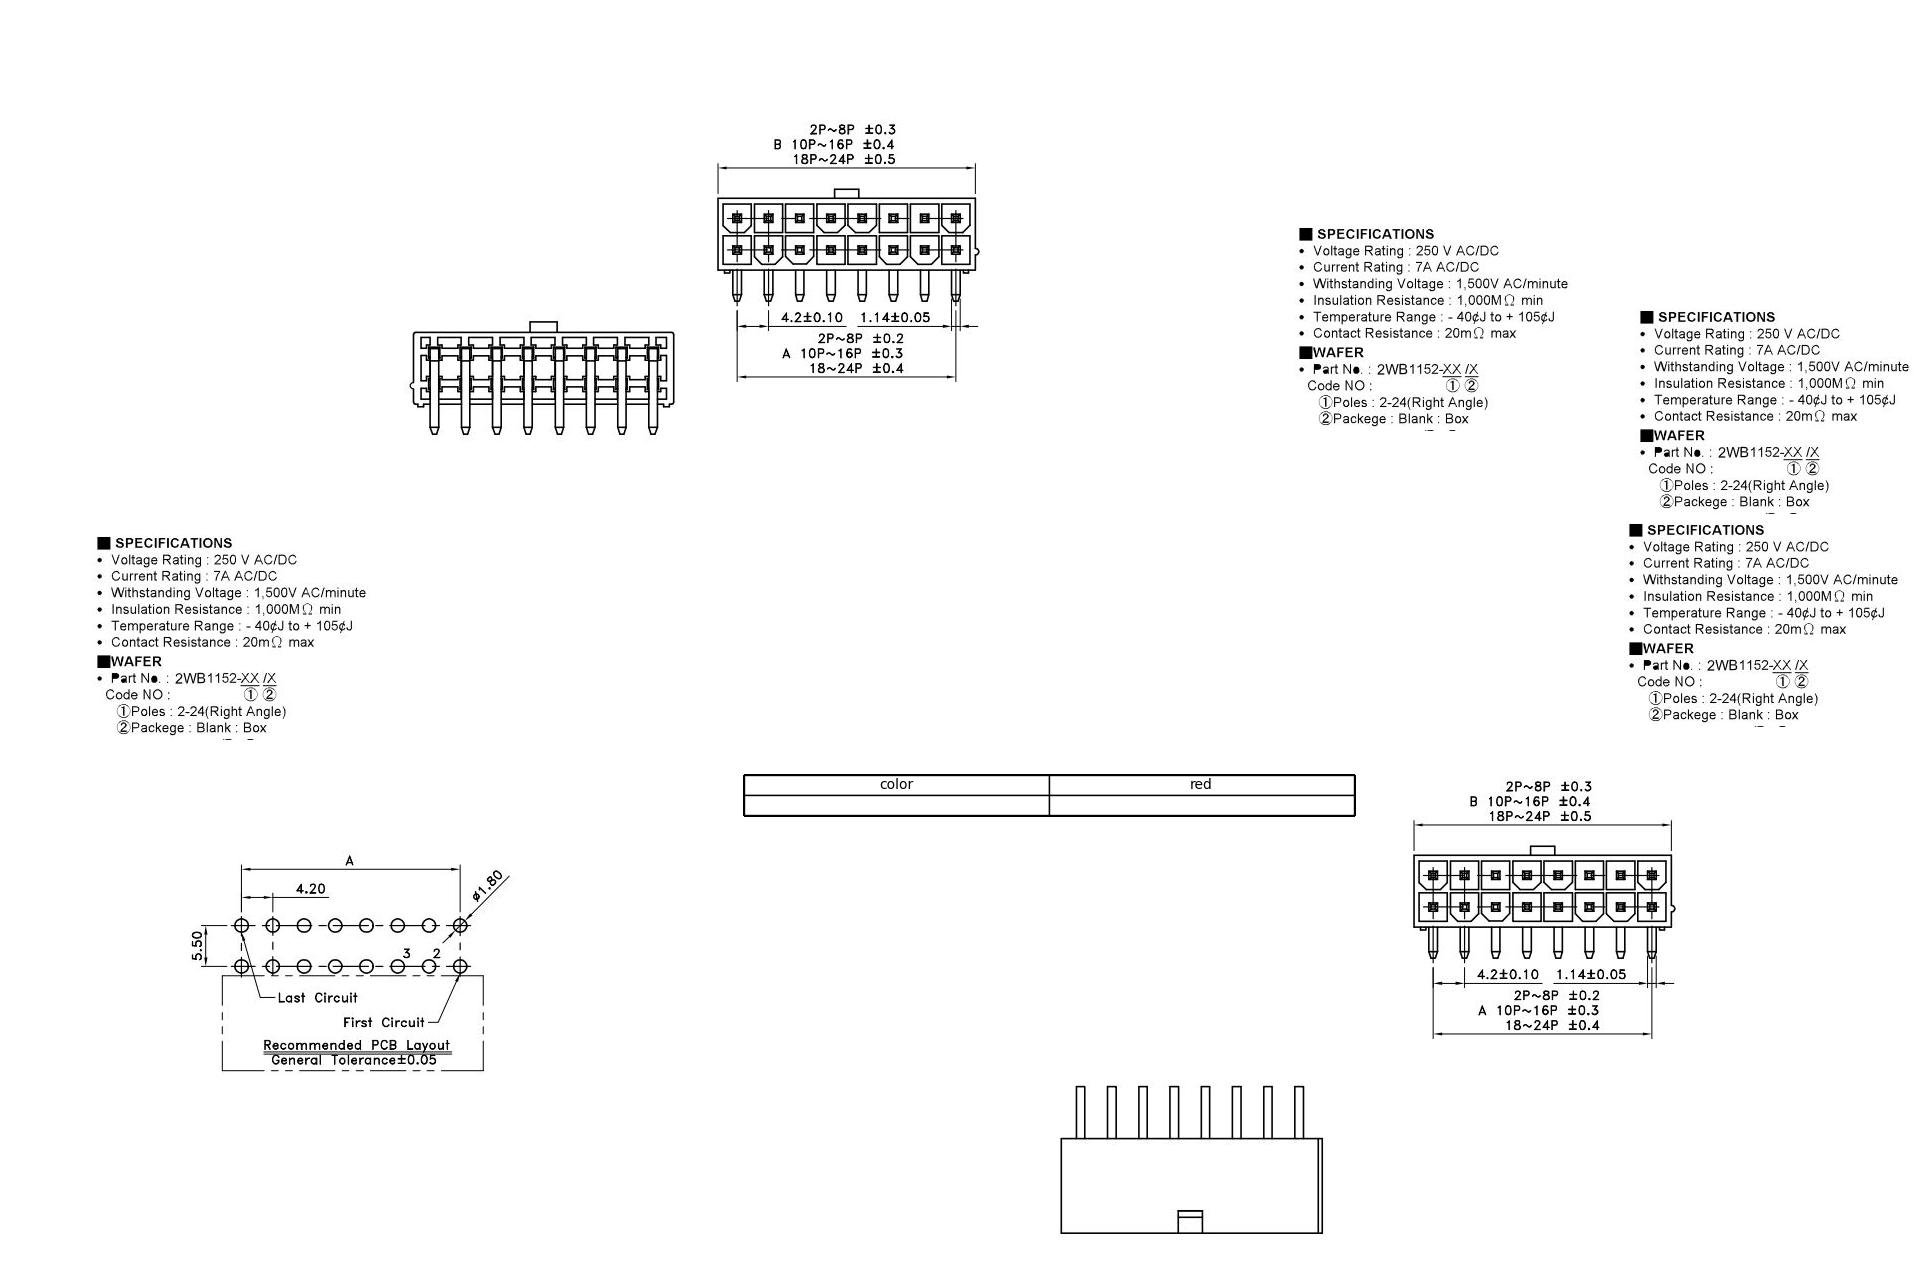 2P~8P ±0.3
B 10P~16P ±0.4
18P~24P ±0.5
4.2±0.10 1.14±0.05
2P~8P ±0.2
A 10P~16P ±0.3
18~24P ±0.4
■ SPECIFICATIONS
• Voltage Rating : 250 V AC/DC
• Current Rating : 7A AC/DC
• Withstanding Voltage : 1,500V AC/minute
• Insulation Resistance : 1,000MΩ min
• Temperature Range : - 40¢J to + 105¢J
• Contact Resistance : 20mΩ max
■WAFER
• Part No. : 2WB1152-XX /X
Code NO : ① ②
①Poles : 2-24(Right Angle)
②Packege : Blank : Box
■ SPECIFICATIONS
• Voltage Rating : 250 V AC/DC
• Current Rating : 7A AC/DC
• Withstanding Voltage : 1,500V AC/minute
• Insulation Resistance : 1,000MΩ min
• Temperature Range : - 40¢J to + 105¢J
• Contact Resistance : 20mΩ max
■WAFER
• Part No. : 2WB1152-XX /X
Code NO : ① ②
①Poles : 2-24(Right Angle)
②Packege : Blank : Box
■ SPECIFICATIONS
• Voltage Rating : 250 V AC/DC
• Current Rating : 7A AC/DC
• Withstanding Voltage : 1,500V AC/minute
• Insulation Resistance : 1,000MΩ min
• Temperature Range : - 40¢J to + 105¢J
• Contact Resistance : 20mΩ max
■WAFER
• Part No. : 2WB1152-XX /X
Code NO : ① ②
①Poles : 2-24(Right Angle)
②Packege : Blank : Box
■ SPECIFICATIONS
• Voltage Rating : 250 V AC/DC
• Current Rating : 7A AC/DC
• Withstanding Voltage : 1,500V AC/minute
• Insulation Resistance : 1,000MΩ min
• Temperature Range : - 40¢J to + 105¢J
• Contact Resistance : 20mΩ max
■WAFER
• Part No. : 2WB1152-XX /X
Code NO : ① ②
①Poles : 2-24(Right Angle)
②Packege : Blank : Box
color red
2P~8P ±0.3
B 10P~16P ±0.4
18P~24P ±0.5
4.2±0.10 1.14±0.05
2P~8P ±0.2
A 10P~16P ±0.3
18~24P ±0.4
A
4.20
ø1.80
5.50
3 2
Last Circuit
First Circuit
Recommended PCB Layout
General Tolerance±0.05